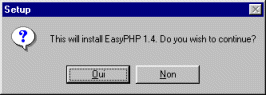 Setup
This will install EasyPHP 1.4. Do you wish to continue?
Oui
Non